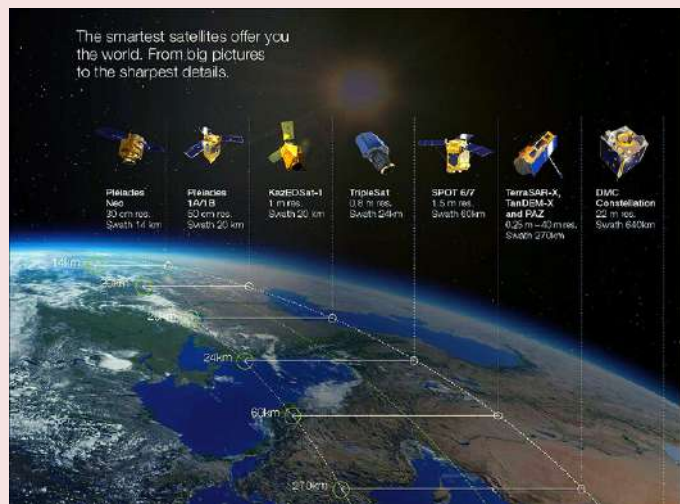 The smartest satellites offer you
the world. From big pictures
to the sharpest details.
Pléiades
Neo
30 cm res.
Swath 14 km
Pléiades
1A/1B
50 cm res.
Swath 20 km
KazEOSat-1
1 m res.
Swath 20 km
TripleSat
0.8 m res.
Swath 24km
SPOT 6/7
1.5 m res.
Swath 60km
TerraSAR-X,
TanDEM-X
and PAZ
0.25 m – 40 m res.
Swath 270km
DMC
Constellation
22 m res.
Swath 640km
14km
20km
20km
24km
60km
270km